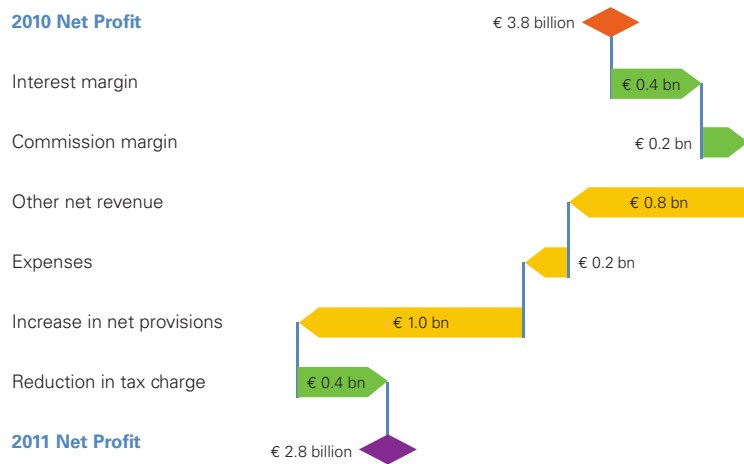 2010 Net Profit € 3.8 billion
Interest margin € 0.4 bn
Commission margin € 0.2 bn
Other net revenue € 0.8 bn
Expenses € 0.2 bn
Increase in net provisions € 1.0 bn
Reduction in tax charge € 0.4 bn
2011 Net Profit € 2.8 billion